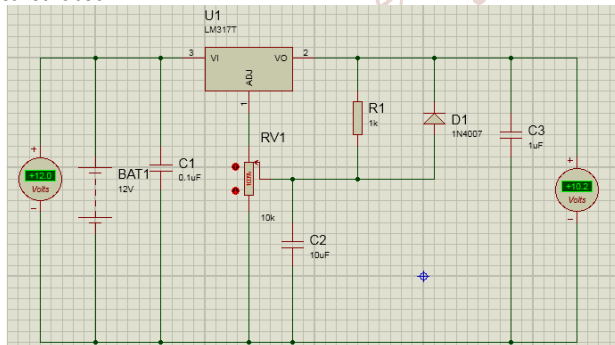 U1
LM317T
3
VI
VO
2
ADJ
1
R1
1k
D1
1N4007
C3
1uF
RV1
C1
0.1uF
BAT1
12V
+
+12.0
Volts
−
100%
10k
C2
10uF
+
+10.2
Volts
−